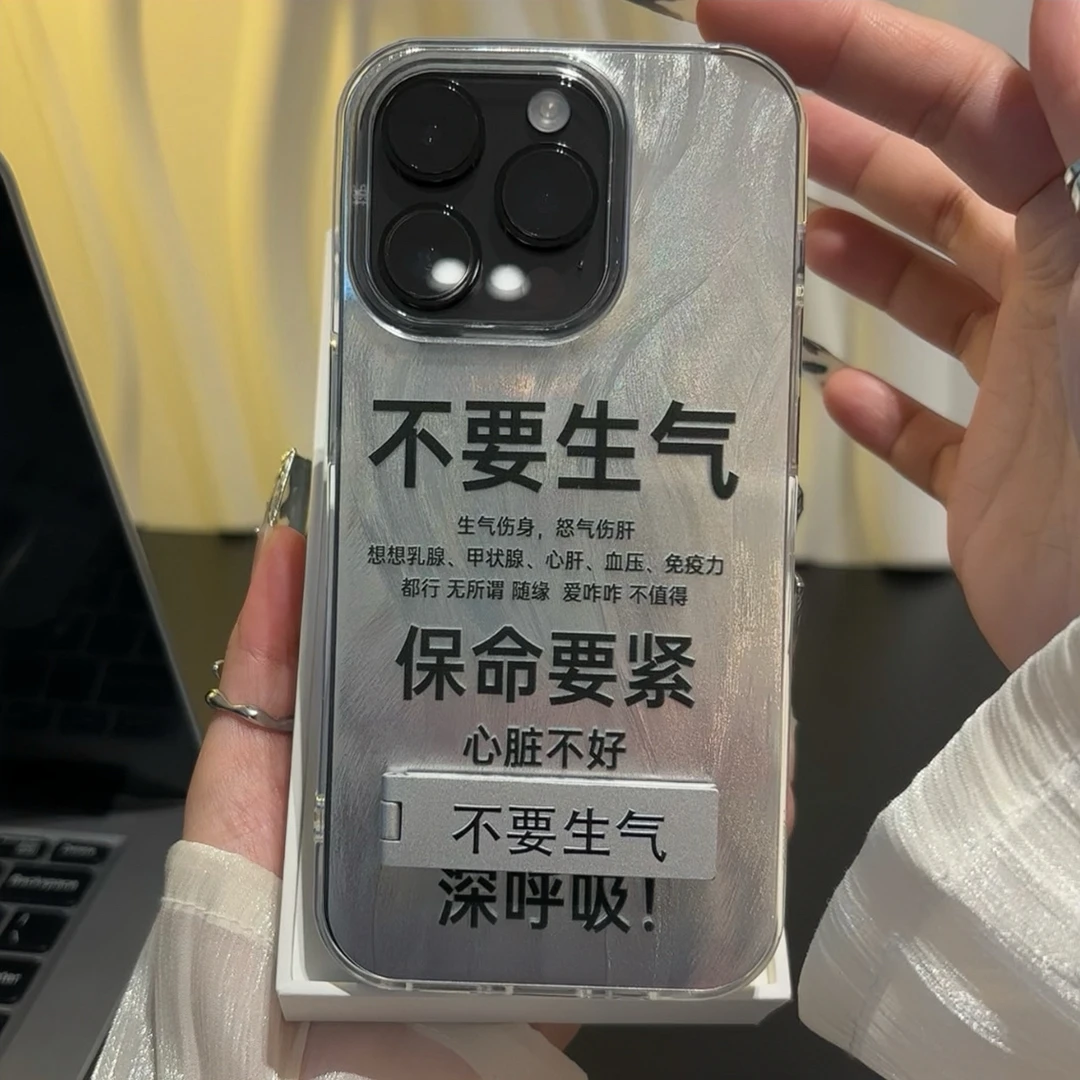 不要生气
生气伤身，怒气伤肝
想想乳腺、甲状腺、心肝、血压、免疫力
都行 无所谓 随缘 爱咋咋 不值得
保命要紧
心脏不好
不要生气
深呼吸！